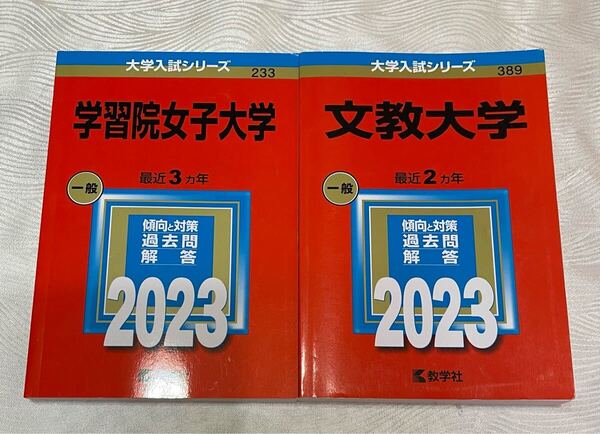 大学入試シリーズ
233
学習院女子大学
最近3ヵ年
一般
傾向と対策
過去問
解答
2023
大学入試シリーズ
389
文教大学
最近2ヵ年
一般
傾向と対策
過去問
解答
2023
教学社